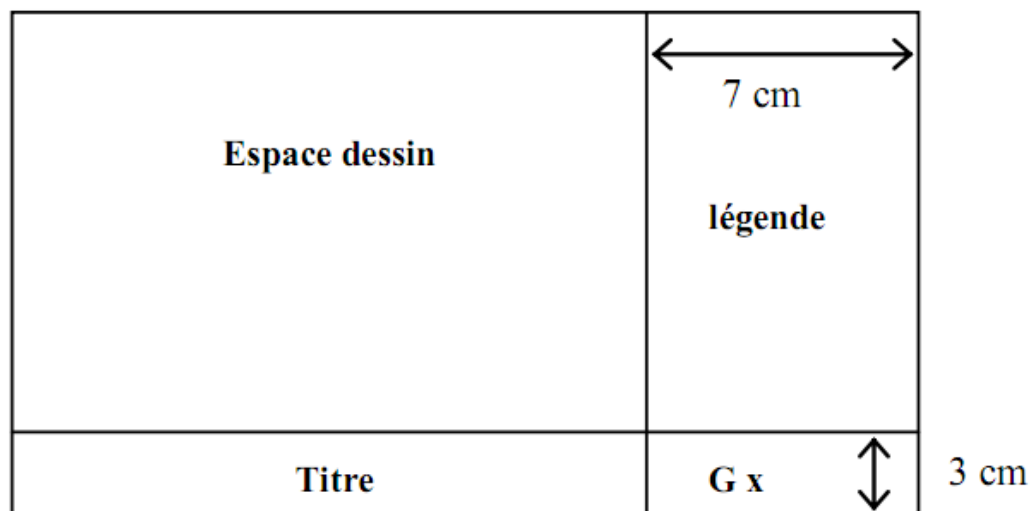 7 cm
Espace dessin
légende
Titre
G x
3 cm